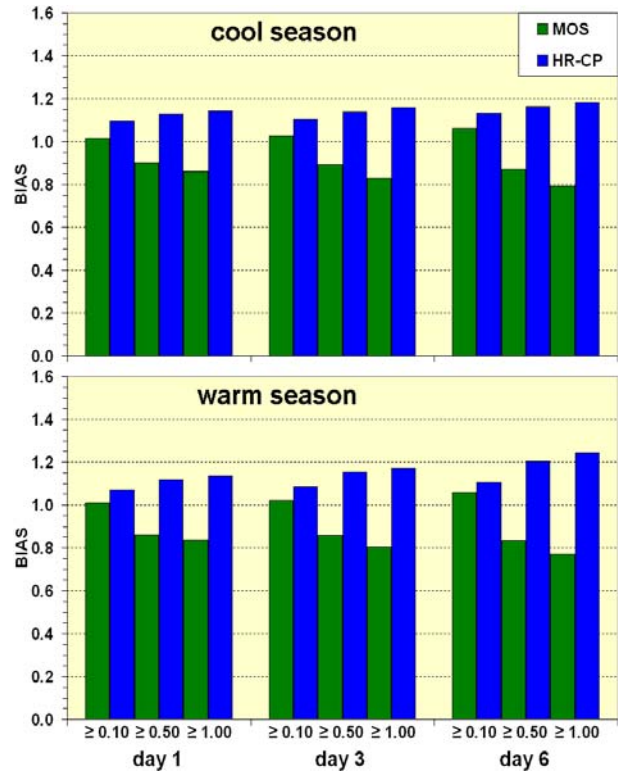 1.6
cool season
MOS
HR-CP
1.4
1.2
1.0
0.8
0.6
0.4
0.2
0.0
BIAS
1.6
warm season
1.4
1.2
1.0
0.8
0.6
0.4
0.2
0.0
BIAS
≥ 0.10 ≥ 0.50 ≥ 1.00 ≥ 0.10 ≥ 0.50 ≥ 1.00 ≥ 0.10 ≥ 0.50 ≥ 1.00
day 1 day 3 day 6